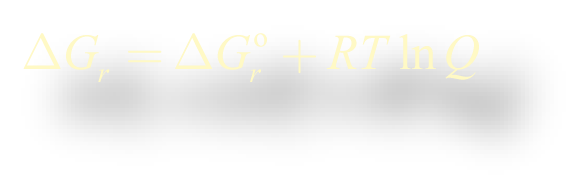 ΔG_r = ΔG_r^o + RT ln Q